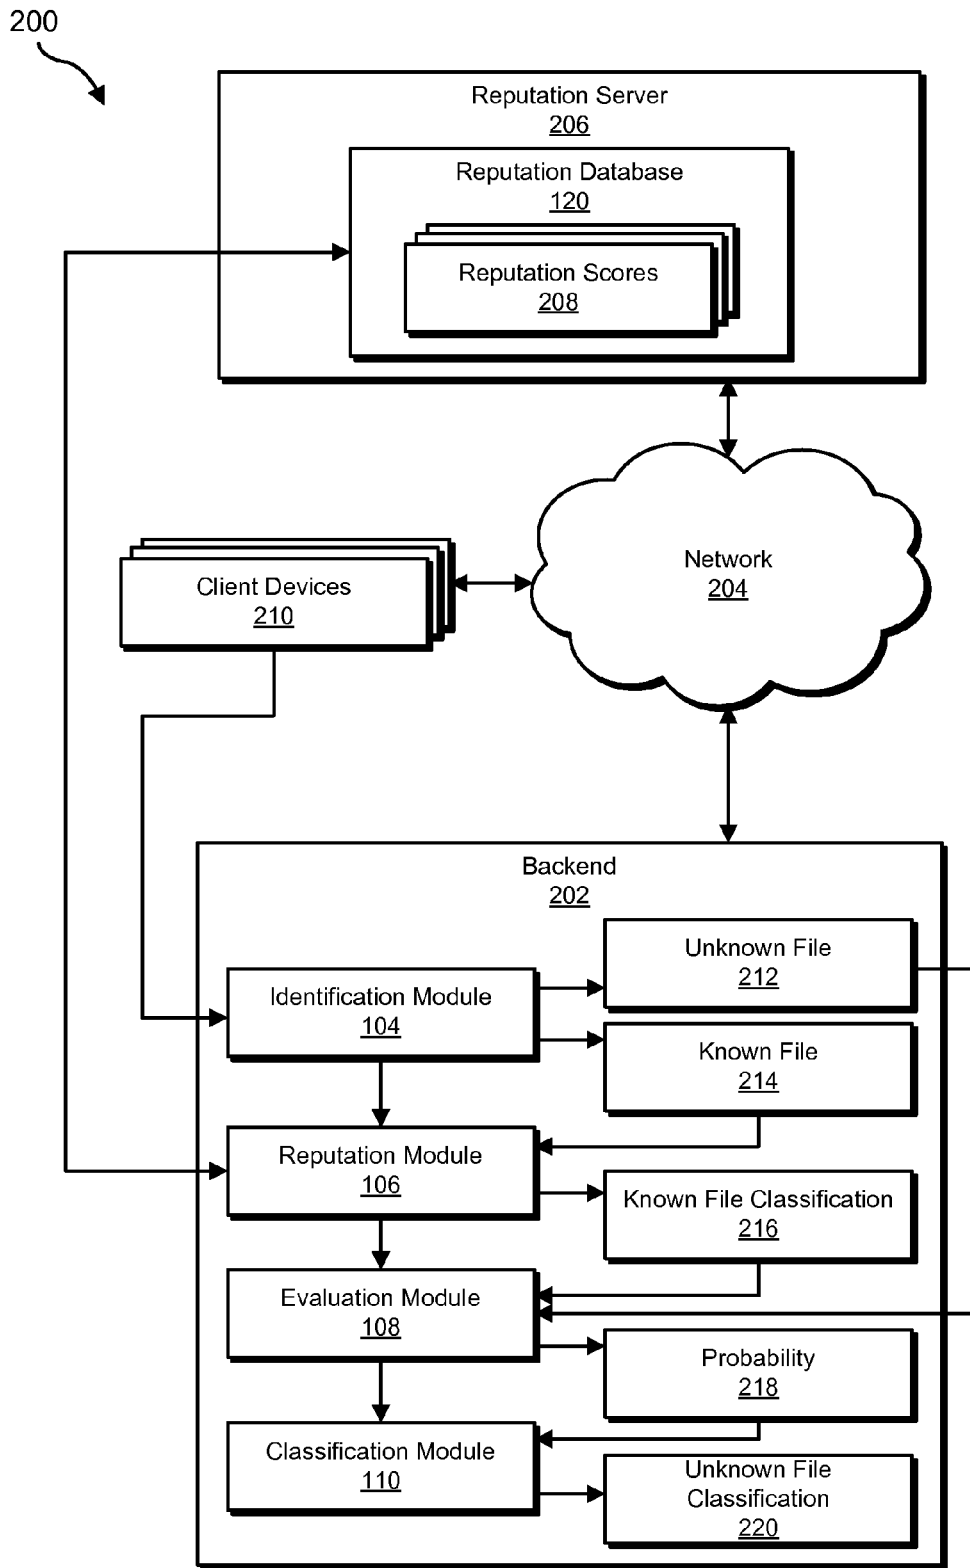 200
Reputation Server
206
Reputation Database
120
Reputation Scores
208
Network
204
Client Devices
210
Backend
202
Unknown File
212
Identification Module
104
Known File
214
Reputation Module
106
Known File Classification
216
Evaluation Module
108
Probability
218
Classification Module
110
Unknown File
Classification
220